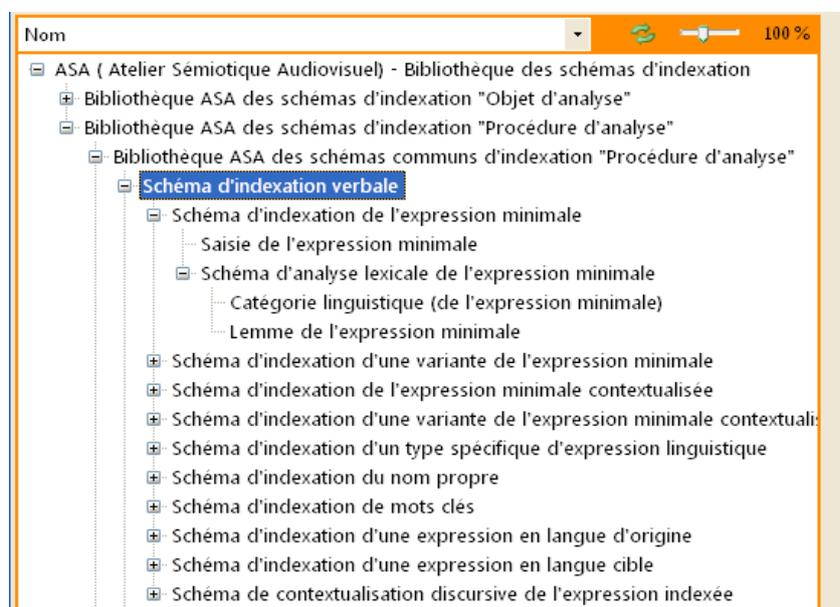 Nom 100 %
ASA ( Atelier Sémiotique Audiovisuel) - Bibliothèque des schémas d'indexation
Bibliothèque ASA des schémas d'indexation "Objet d'analyse"
Bibliothèque ASA des schémas d'indexation "Procédure d'analyse"
Bibliothèque ASA des schémas communs d'indexation "Procédure d'analyse"
Schéma d'indexation verbale
Schéma d'indexation de l'expression minimale
Saisie de l'expression minimale
Schéma d'analyse lexicale de l'expression minimale
Catégorie linguistique (de l'expression minimale)
Lemme de l'expression minimale
Schéma d'indexation d'une variante de l'expression minimale
Schéma d'indexation de l'expression minimale contextualisée
Schéma d'indexation d'une variante de l'expression minimale contextuali
Schéma d'indexation d'un type spécifique d'expression linguistique
Schéma d'indexation du nom propre
Schéma d'indexation de mots clés
Schéma d'indexation d'une expression en langue d'origine
Schéma d'indexation d'une expression en langue cible
Schéma de contextualisation discursive de l'expression indexée